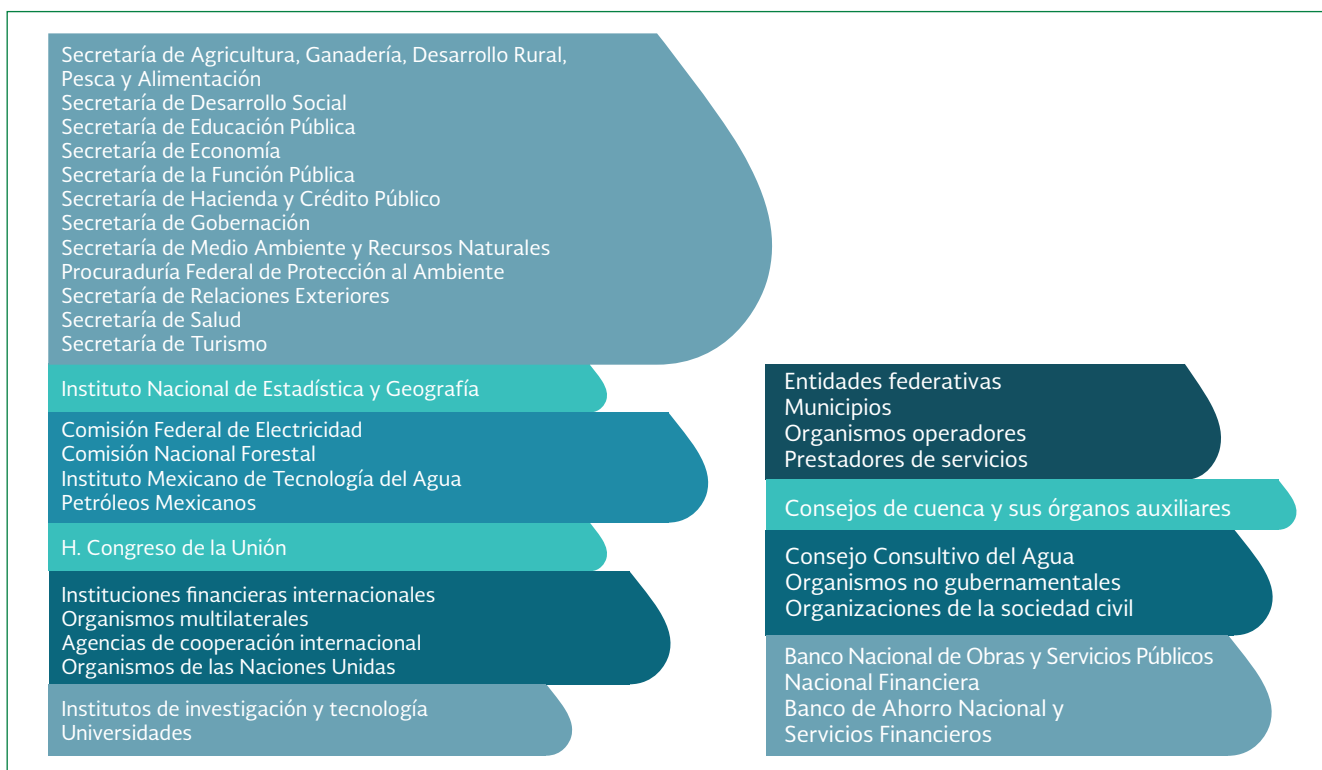 Secretaría de Agricultura, Ganadería, Desarrollo Rural,
Pesca y Alimentación
Secretaría de Desarrollo Social
Secretaría de Educación Pública
Secretaría de Economía
Secretaría de la Función Pública
Secretaría de Hacienda y Crédito Público
Secretaría de Gobernación
Secretaría de Medio Ambiente y Recursos Naturales
Procuraduría Federal de Protección al Ambiente
Secretaría de Relaciones Exteriores
Secretaría de Salud
Secretaría de Turismo
Instituto Nacional de Estadística y Geografía
Comisión Federal de Electricidad
Comisión Nacional Forestal
Instituto Mexicano de Tecnología del Agua
Petróleos Mexicanos
H. Congreso de la Unión
Instituciones financieras internacionales
Organismos multilaterales
Agencias de cooperación internacional
Organismos de las Naciones Unidas
Institutos de investigación y tecnología
Universidades
Entidades federativas
Municipios
Organismos operadores
Prestadores de servicios
Consejos de cuenca y sus órganos auxiliares
Consejo Consultivo del Agua
Organismos no gubernamentales
Organizaciones de la sociedad civil
Banco Nacional de Obras y Servicios Públicos
Nacional Financiera
Banco de Ahorro Nacional y
Servicios Financieros